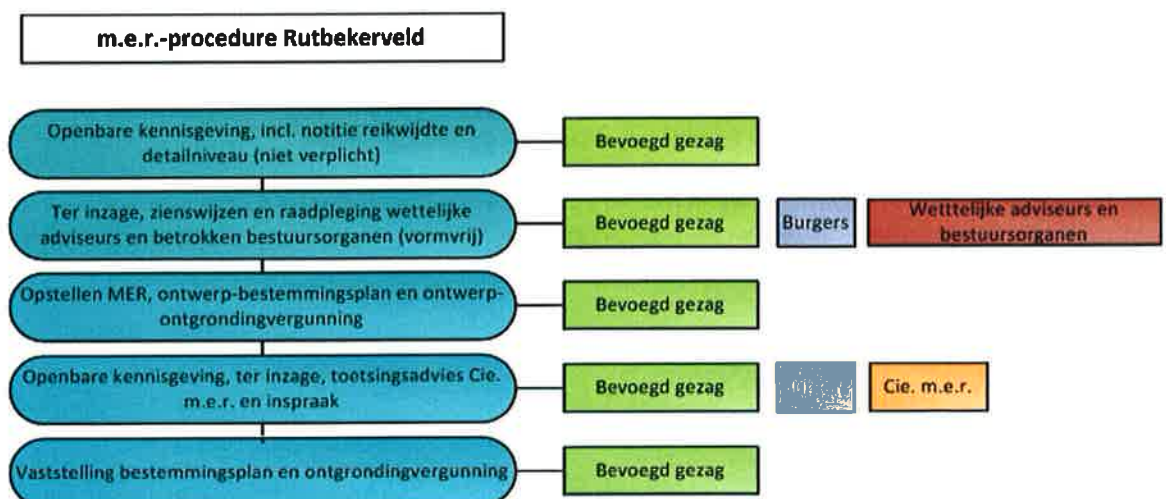 m.e.r.-procedure Rutbekerveld
Openbare kennisgeving, incl. notitie reikwijdte en
detailniveau (niet verplicht)
Bevoegd gezag
Ter inzage, zienswijzen en raadpleging wettelijke
adviseurs en betrokken bestuursorganen (vormvrij)
Bevoegd gezag
Burgers
Wetttelijke adviseurs en
bestuursorganen
Opstellen MER, ontwerp-bestemmingsplan en ontwerp-
ontgrondingvergunning
Bevoegd gezag
Openbare kennisgeving, ter inzage, toetsingsadvies Cie.
m.e.r. en inspraak
Bevoegd gezag
Cie. m.e.r.
Vaststelling bestemmingsplan en ontgrondingvergunning
Bevoegd gezag